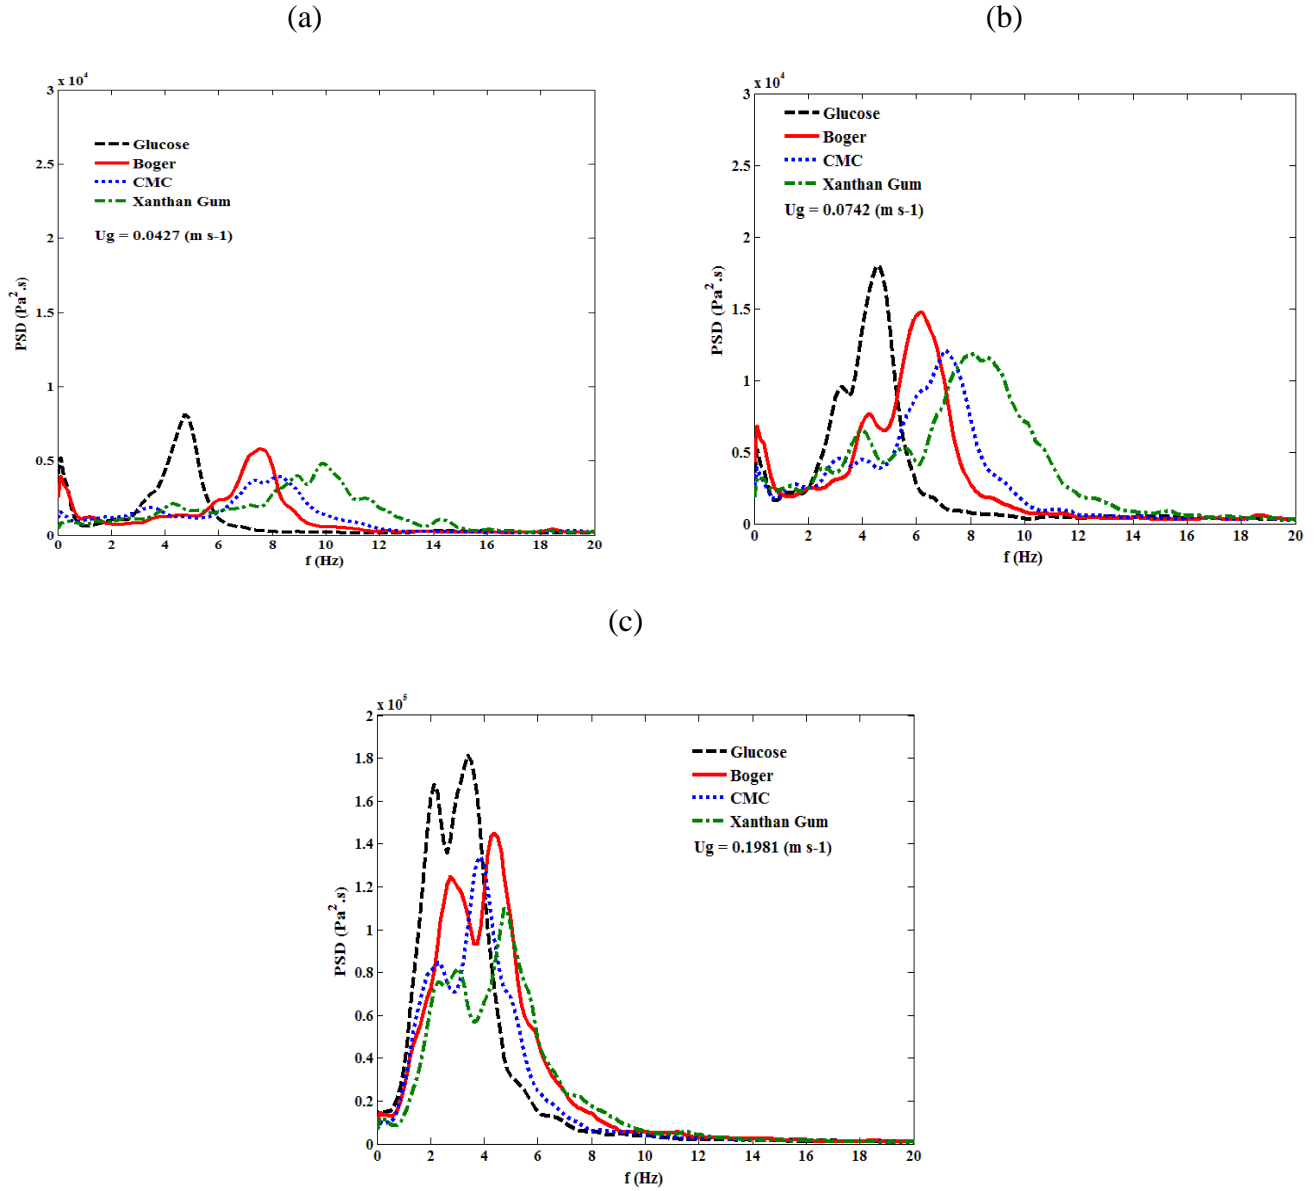 (a)
(b)
x 10^4
3
2.5
2
1.5
1
0.5
0
PSD (Pa^2.s)
Glucose
Boger
CMC
Xanthan Gum
Ug = 0.0427 (m s-1)
0 2 4 6 8 10 12 14 16 18 20
f (Hz)
x 10^4
3
2.5
2
1.5
1
0.5
0
PSD (Pa^2.s)
Glucose
Boger
CMC
Xanthan Gum
Ug = 0.0742 (m s-1)
0 2 4 6 8 10 12 14 16 18 20
f (Hz)
(c)
x 10^5
2
1.8
1.6
1.4
1.2
1
0.8
0.6
0.4
0.2
0
PSD (Pa^2.s)
Glucose
Boger
CMC
Xanthan Gum
Ug = 0.1981 (m s-1)
0 2 4 6 8 10 12 14 16 18 20
f (Hz)